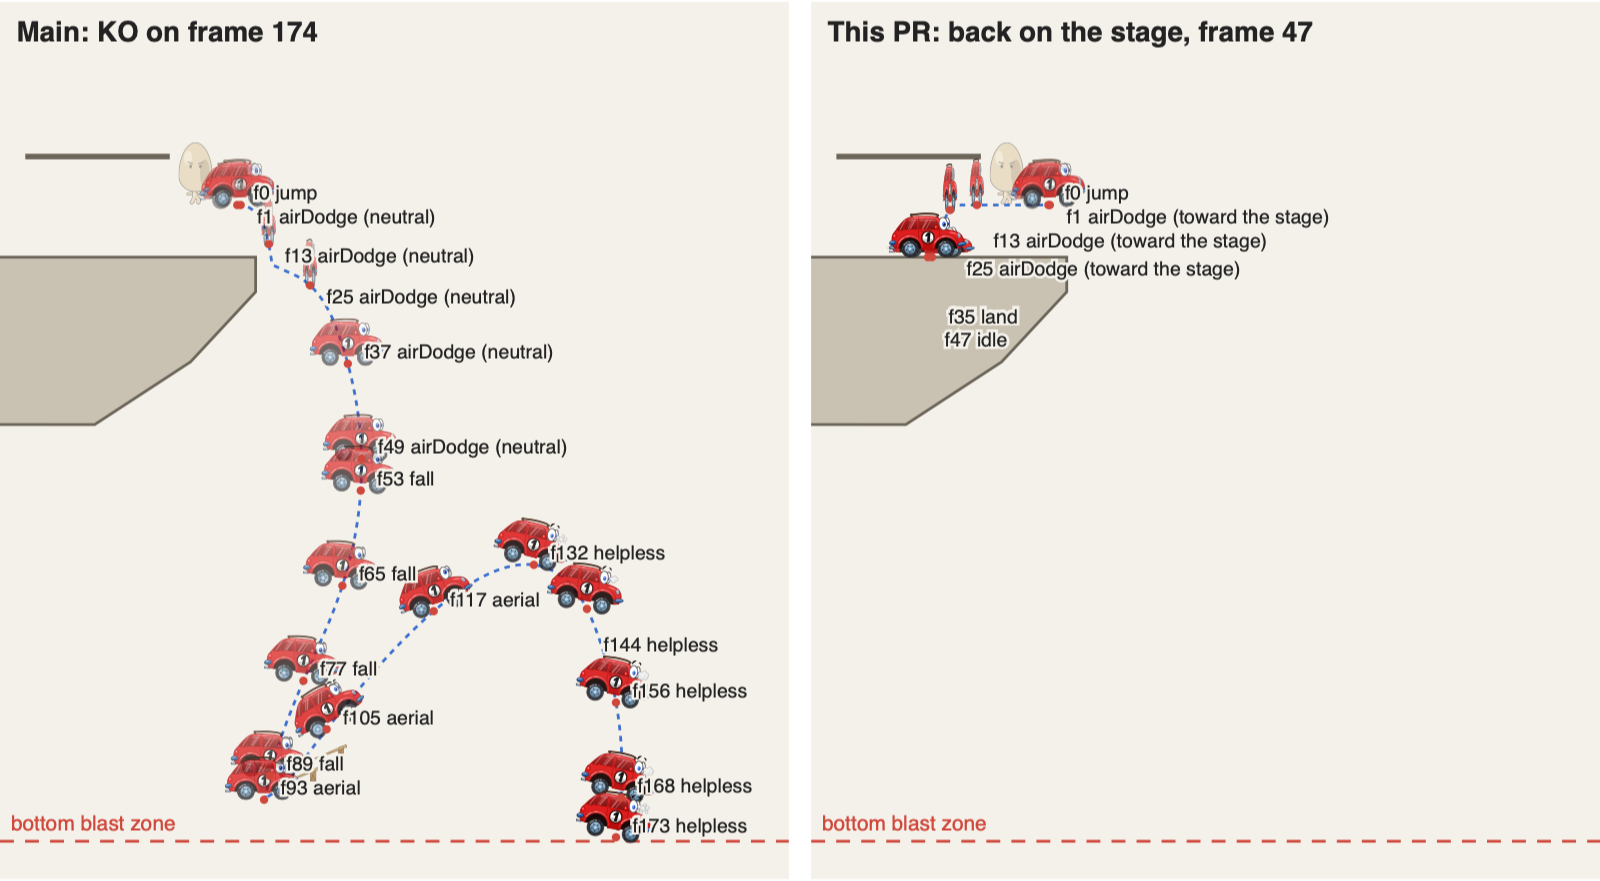 Main: KO on frame 174
f0 jump
f1 airDodge (neutral)
f13 airDodge (neutral)
f25 airDodge (neutral)
f37 airDodge (neutral)
f49 airDodge (neutral)
f53 fall
f65 fall
f77 fall
f89 fall
f93 aerial
f105 aerial
f117 aerial
f132 helpless
f144 helpless
f156 helpless
f168 helpless
f173 helpless
bottom blast zone
This PR: back on the stage, frame 47
f0 jump
f1 airDodge (toward the stage)
f13 airDodge (toward the stage)
f25 airDodge (toward the stage)
f35 land
f47 idle
bottom blast zone